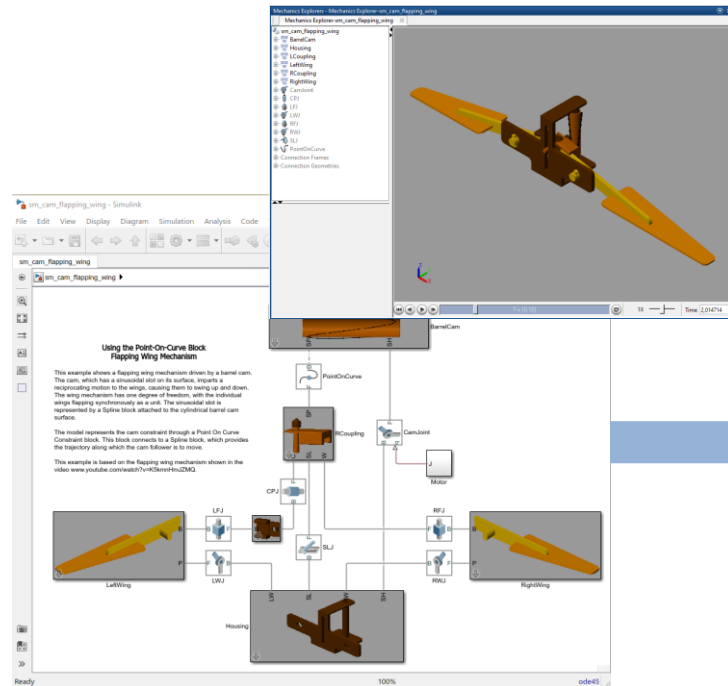 Mechanics Explorers - Mechanics Explorer-sm_cam_flapping_wing
Mechanics Explorer-sm_cam_flapping_wing
sm_cam_flapping_wing
BarrelCam
Housing
LCoupling
LeftWing
RCoupling
RightWing
CamJoint
CPJ
LFJ
LWJ
RFJ
RWJ
SLJ
PointOnCurve
Connection Frames
Connection Geometries
1X
Time
2,014714
sm_cam_flapping_wing - Simulink
File Edit View Display Diagram Simulation Analysis Code
sm_cam_flapping_wing
sm_cam_flapping_wing
Using the Point-On-Curve Block
Flapping Wing Mechanism
This example shows a flapping wing mechanism driven by a barrel cam.
The cam, which has a sinusoidal slot on its surface, imparts a
reciprocating motion to the wings, causing them to swing up and down.
The wing mechanism has one degree of freedom, with the individual
wings flapping synchronously as a unit. The sinusoidal slot is
represented by a Spline block attached to the cylindrical barrel cam
surface.
The model represents the cam constraint through a Point On Curve
Constraint block. This block connects to a Spline block, which provides
the trajectory along which the cam follower is to move.
This example is based on the flapping wing mechanism shown in the
BarrelCam
SP
SH
PointOnCurve
SP
RCoupling
SL
W
CamJoint
J
Motor
CPJ
LFJ
LWJ
SLJ
RFJ
RWJ
B
P
LeftWing
B
P
RightWing
LW
SL
SH
Housing
Ready
100%
ode45